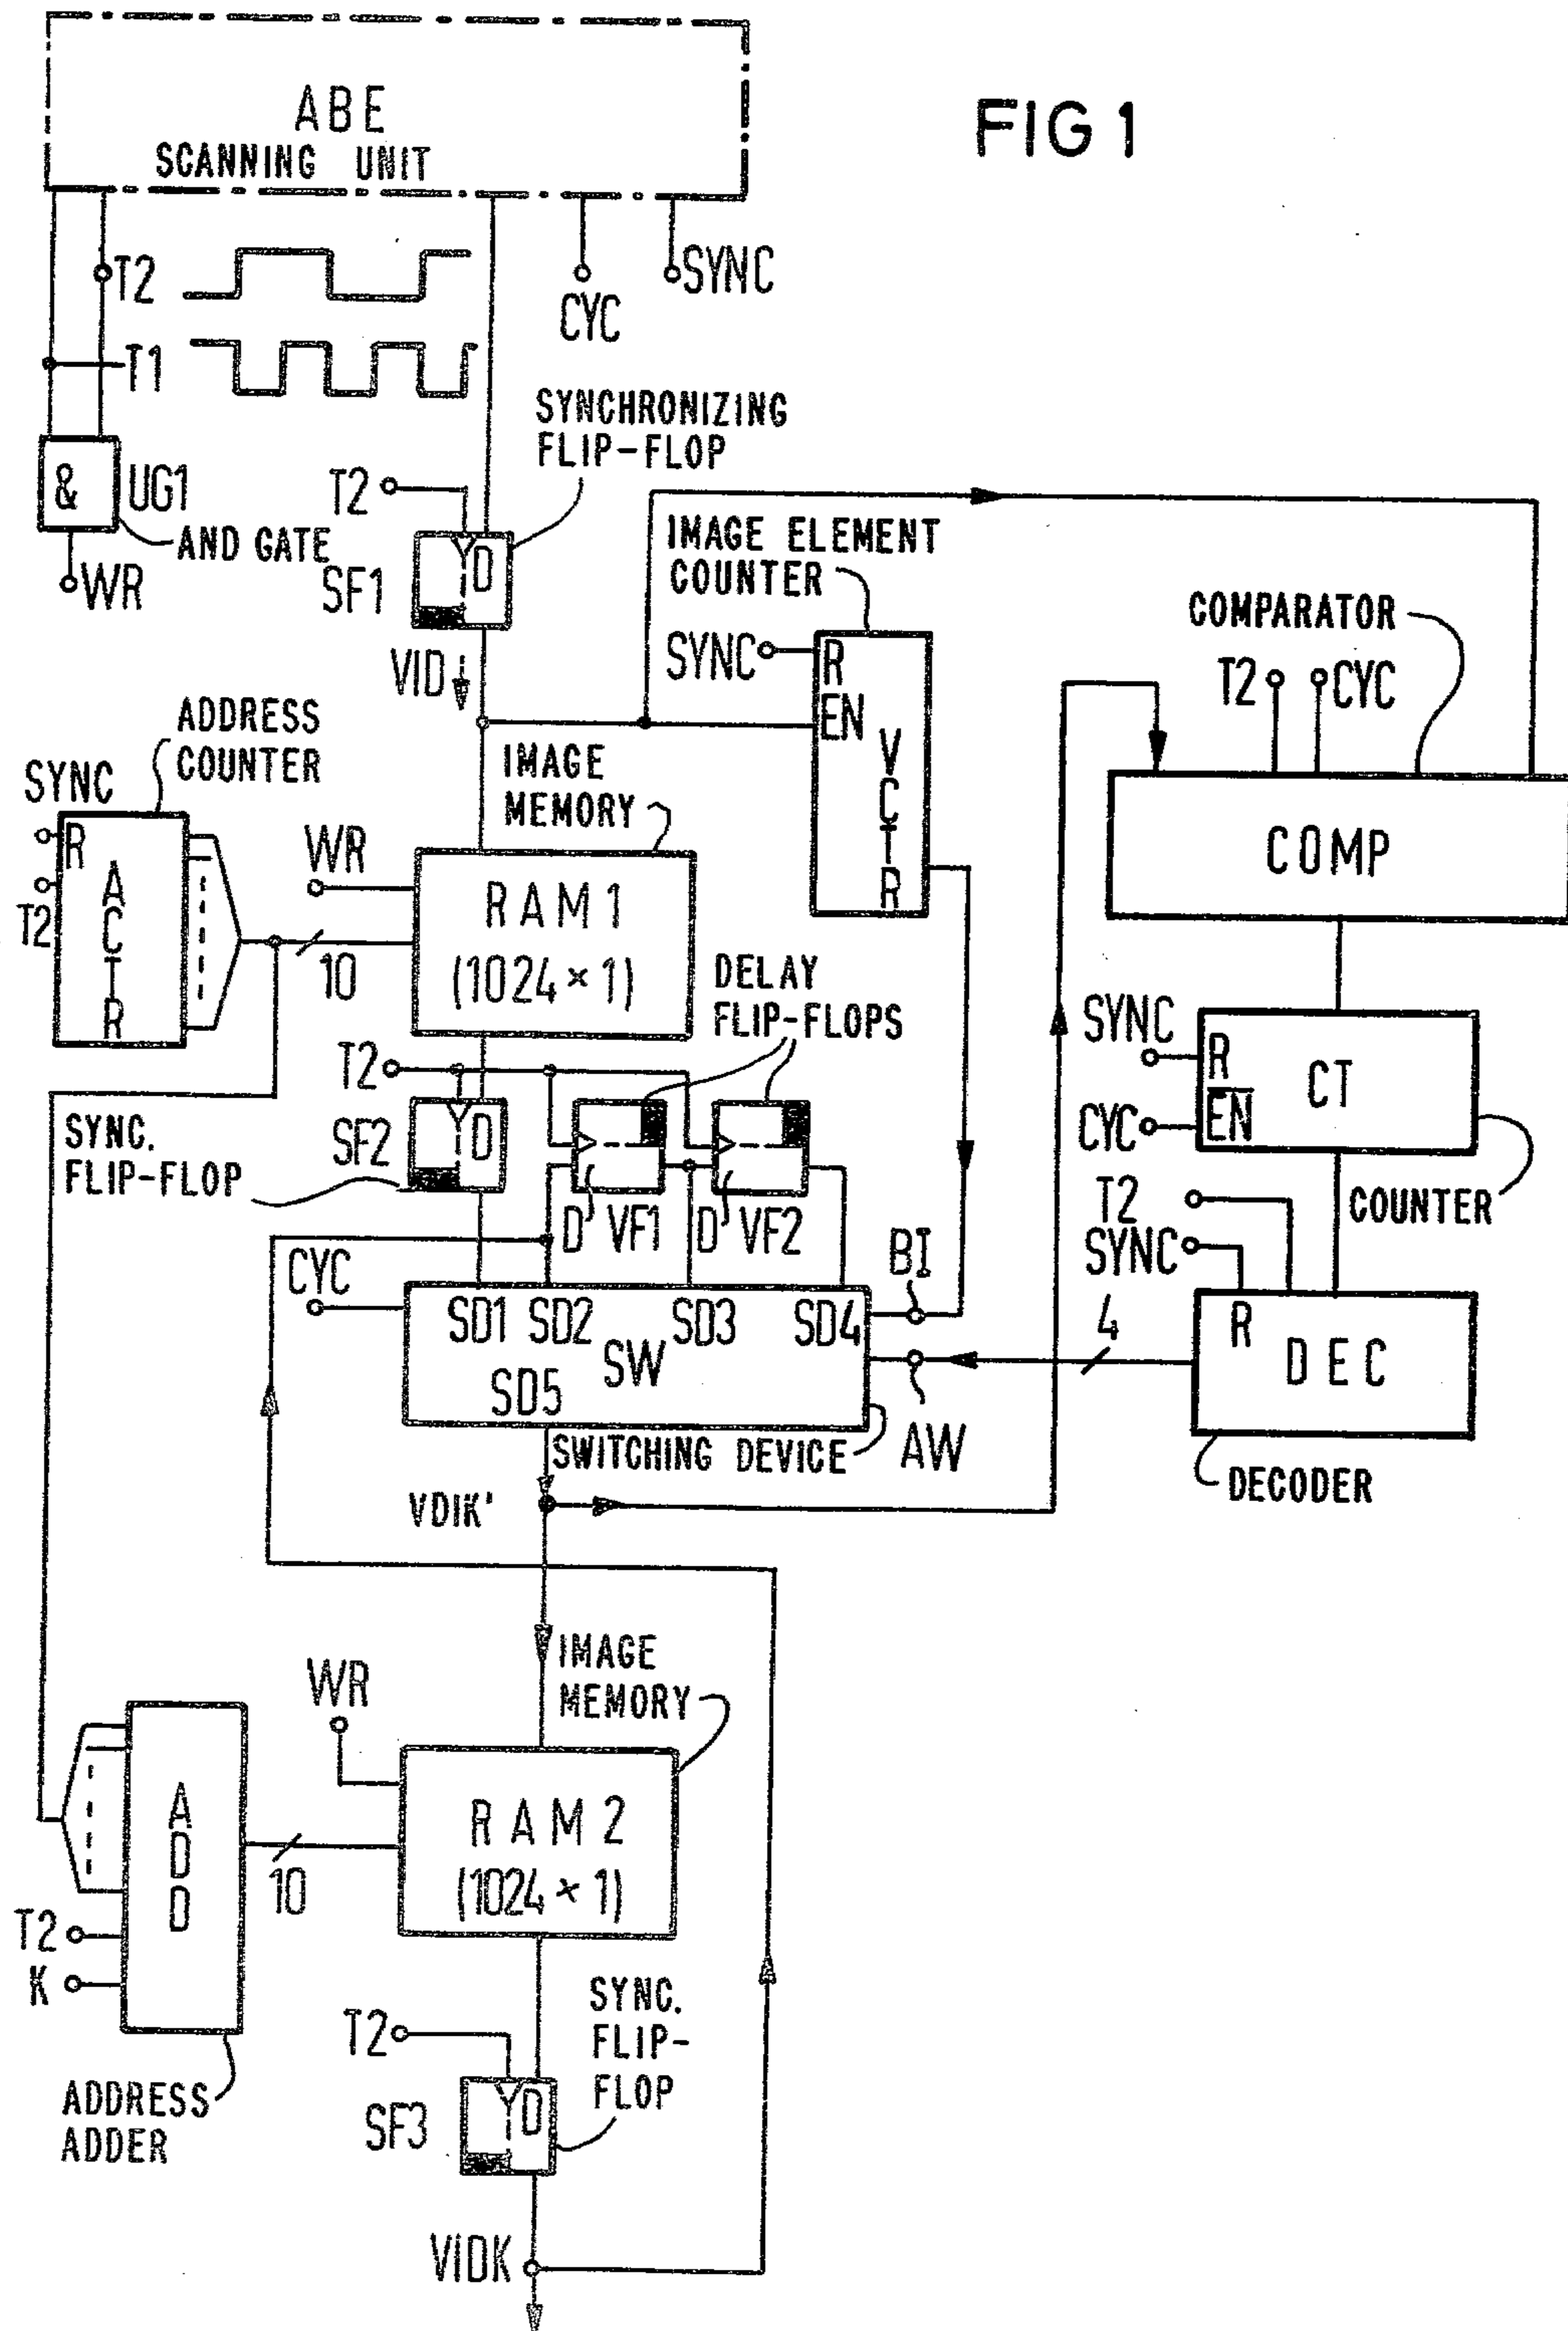 FIG 1
ABE
SCANNING UNIT
T2
SYNC
CYC
T1
SYNCHRONIZING
FLIP-FLOP
&
UG1
AND GATE
WR
T2
D
SF1
IMAGE ELEMENT
COUNTER
VID
SYNC
R
EN
VCTR
COMPARATOR
T2
CYC
COMP
ADDRESS
COUNTER
SYNC
R
T2
ACTR
IMAGE
MEMORY
WR
10
RAM 1
(1024 × 1)
DELAY
FLIP-FLOPS
T2
SYNC.
FLIP-FLOP
SF2
D
D
VF1
D
VF2
SYNC
R
CYC
EN
CT
COUNTER
T2
SYNC
R
DEC
4
DECODER
BI
AW
CYC
SD1
SD2
SD3
SD4
SW
SD5
SWITCHING DEVICE
VDIK'
IMAGE
MEMORY
WR
RAM 2
(1024 × 1)
ADD
10
T2
K
ADDRESS
ADDER
SYNC.
FLIP-
FLOP
T2
D
SF3
VIDK